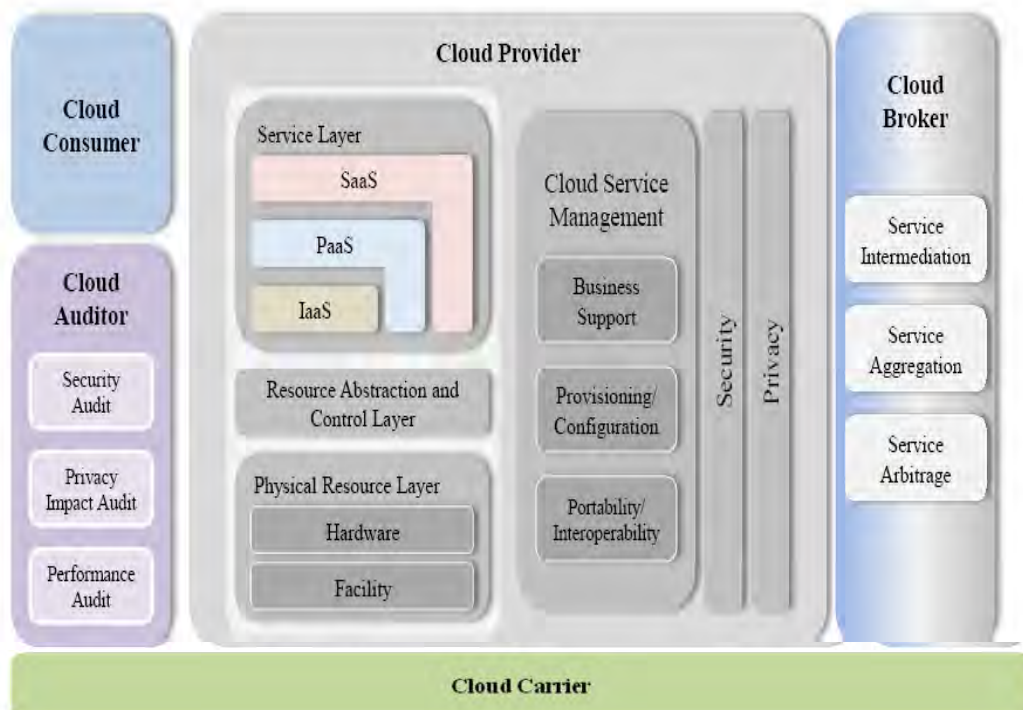 Cloud
Consumer
Cloud
Auditor
Security
Audit
Privacy
Impact Audit
Performance
Audit
Cloud Provider
Service Layer
SaaS
PaaS
IaaS
Resource Abstraction and
Control Layer
Physical Resource Layer
Hardware
Facility
Cloud Service
Management
Business
Support
Provisioning/
Configuration
Portability/
Interoperability
Security
Privacy
Cloud
Broker
Service
Intermediation
Service
Aggregation
Service
Arbitrage
Cloud Carrier